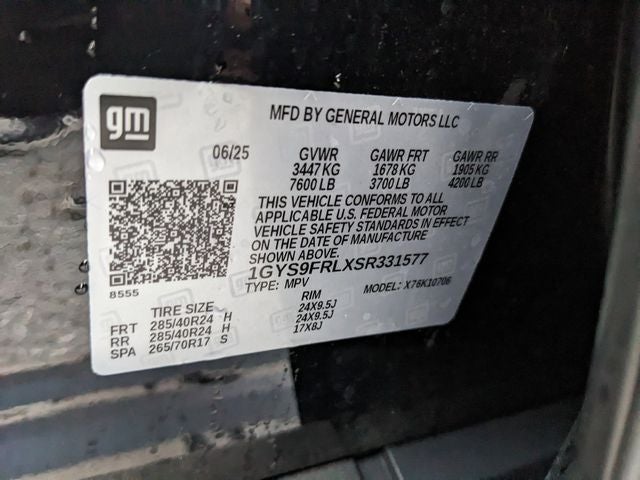 gm
MFD BY GENERAL MOTORS LLC
06/25 GVWR GAWR FRT GAWR RR
3447 KG 1678 KG 1905 KG
7600 LB 3700 LB 4200 LB
THIS VEHICLE CONFORMS TO ALL
APPLICABLE U.S. FEDERAL MOTOR
VEHICLE SAFETY STANDARDS IN EFFECT
ON THE DATE OF MANUFACTURE
SHOWN ABOVE.
1GYS9FRLXSR331577
8555 TYPE: MPV MODEL: X76K10706
TIRE SIZE RIM
FRT 285/40R24 H 24X9.5J
RR 285/40R24 H 24X9.5J
SPA 265/70R17 S 17X8J